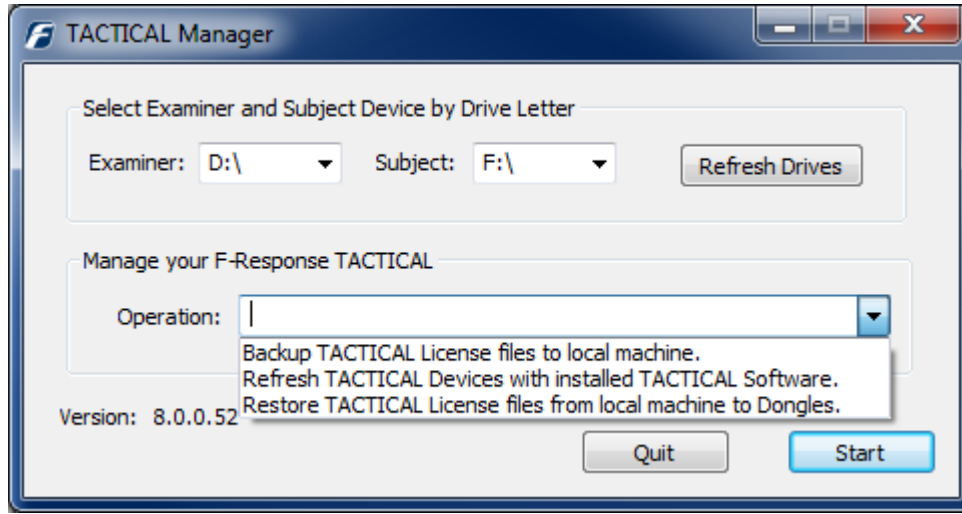 TACTICAL Manager
Select Examiner and Subject Device by Drive Letter
Examiner: D:\ Subject: F:\ Refresh Drives
Manage your F-Response TACTICAL
Operation:
Backup TACTICAL License files to local machine.
Refresh TACTICAL Devices with installed TACTICAL Software.
Restore TACTICAL License files from local machine to Dongles.
Version: 8.0.0.52
Quit Start